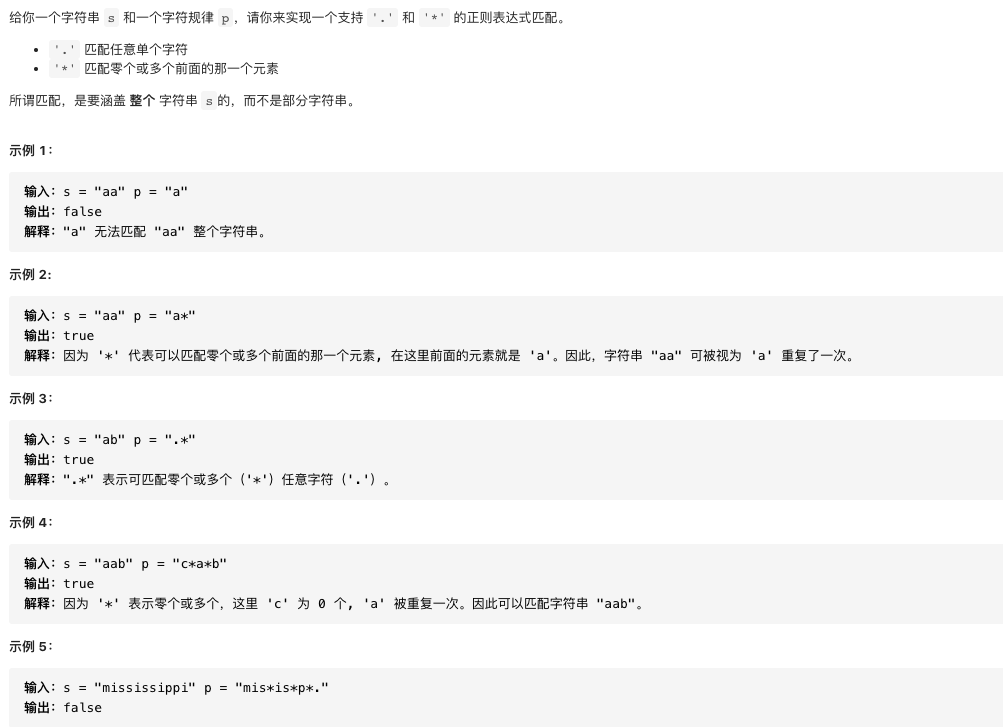 给你一个字符串 s 和一个字符规律 p，请你来实现一个支持 '.' 和 '*' 的正则表达式匹配。
'.' 匹配任意单个字符
'*' 匹配零个或多个前面的那一个元素
所谓匹配，是要涵盖 整个 字符串 s的，而不是部分字符串。
示例 1:
输入: s = "aa" p = "a"
输出: false
解释: "a" 无法匹配 "aa" 整个字符串。
示例 2:
输入: s = "aa" p = "a*"
输出: true
解释: 因为 '*' 代表可以匹配零个或多个前面的那一个元素, 在这里前面的元素就是 'a'。因此，字符串 "aa" 可被视为 'a' 重复了一次。
示例 3:
输入: s = "ab" p = ".*"
输出: true
解释: ".*" 表示可匹配零个或多个（'*'）任意字符（'.'）。
示例 4:
输入: s = "aab" p = "c*a*b"
输出: true
解释: 因为 '*' 表示零个或多个，这里 'c' 为 0 个, 'a' 被重复一次。因此可以匹配字符串 "aab"。
示例 5:
输入: s = "mississippi" p = "mis*is*p*."
输出: false